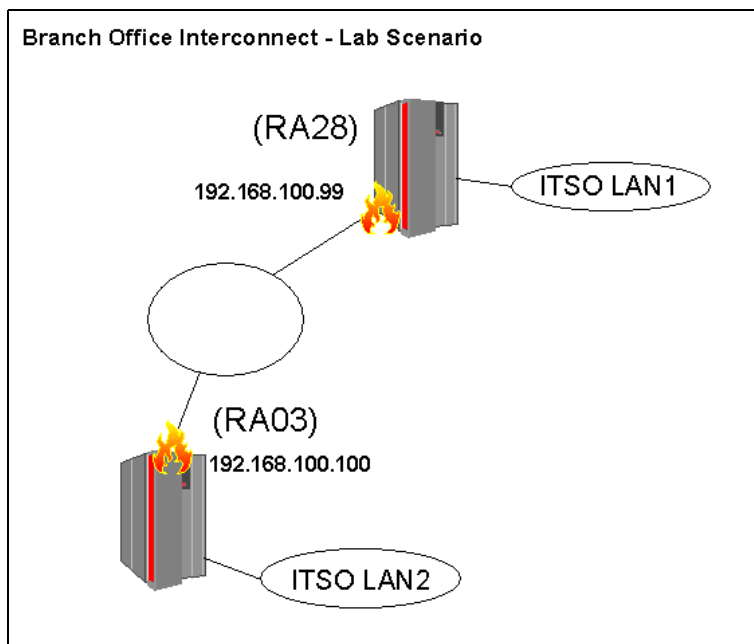 Branch Office Interconnect - Lab Scenario
(RA28)
192.168.100.99
ITSO LAN1
(RA03)
192.168.100.100
ITSO LAN2